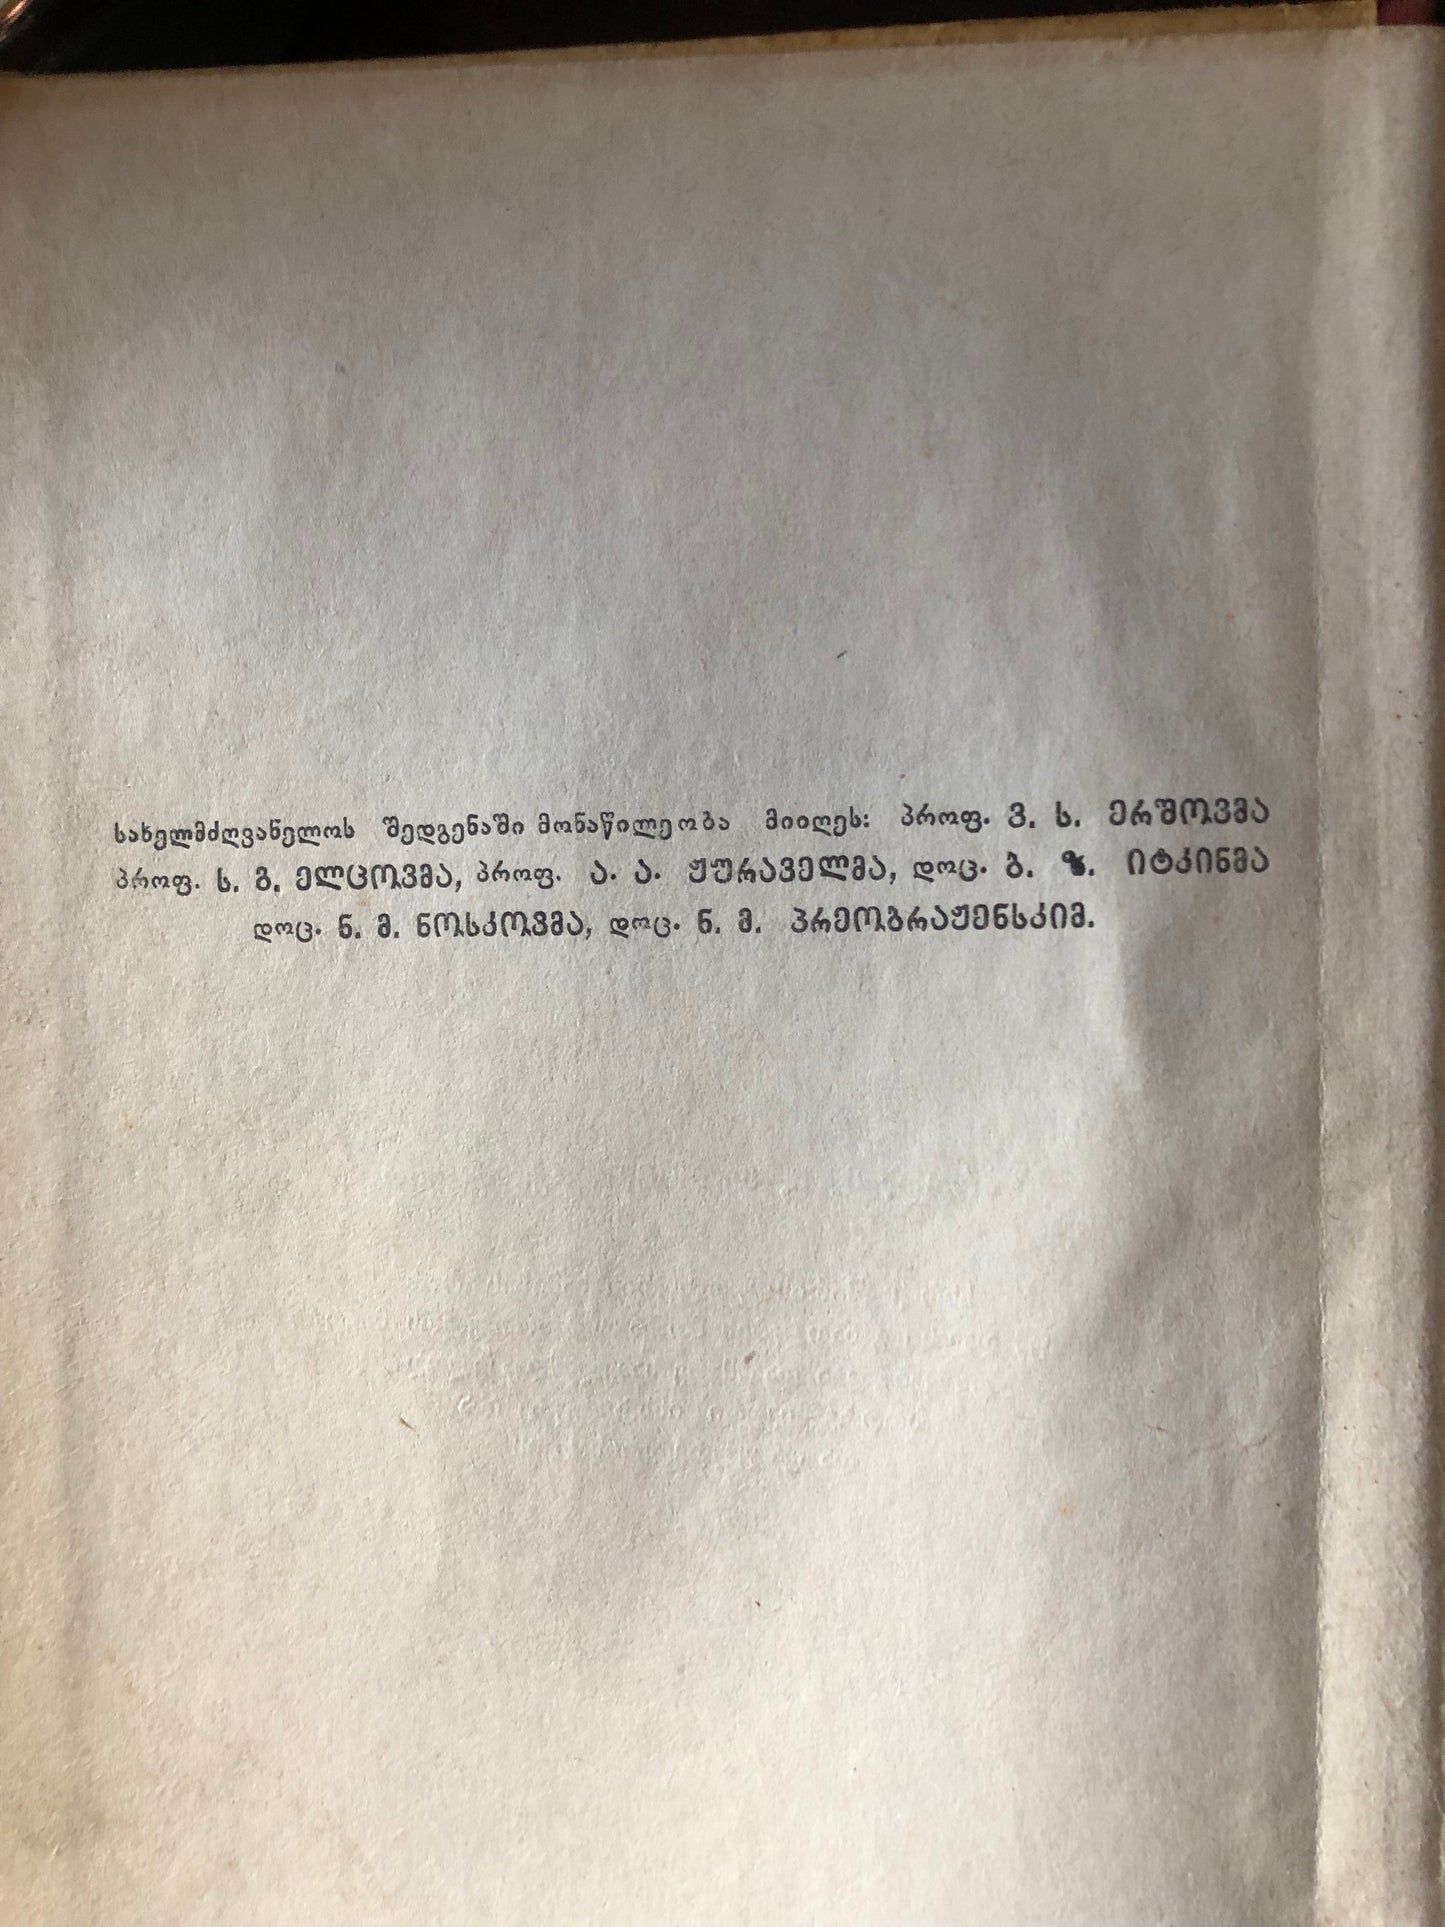 სახელმძღვანელოს შედგენაში მონაწილეობა მიიღეს: პროფ. ვ. ს. ერშოვმა
პროფ. ს. გ. ელცოვმა, პროფ. ა. ა. ჟურაველმა, დოც. ბ. იტკინმა
დოც. ნ. მ. ნოსკოვმა, დოც. ნ. მ. პრეობრაჟენსკიმ.